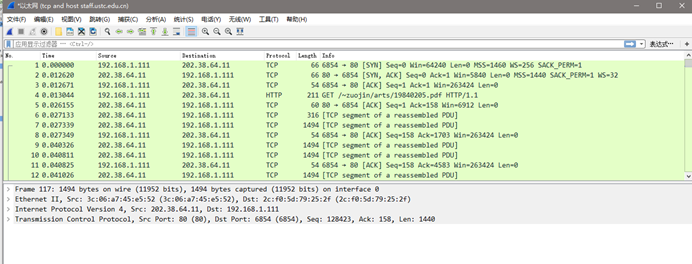 *以太网 (tcp and host staff.ustc.edu.cn)
文件(F) 编辑(E) 视图(V) 跳转(G) 捕获(C) 分析(A) 统计(S) 电话(Y) 无线(W) 工具(T) 帮助(H)
应用显示过滤器 … <Ctrl-/> 表达式… +
No. Time Source Destination Protocol Length Info
1 0.000000 192.168.1.111 202.38.64.11 TCP 66 6854 → 80 [SYN] Seq=0 Win=64240 Len=0 MSS=1460 WS=256 SACK_PERM=1
2 0.012620 202.38.64.11 192.168.1.111 TCP 66 80 → 6854 [SYN, ACK] Seq=0 Ack=1 Win=5840 Len=0 MSS=1440 SACK_PERM=1 WS=32
3 0.012671 192.168.1.111 202.38.64.11 TCP 54 6854 → 80 [ACK] Seq=1 Ack=1 Win=263424 Len=0
4 0.013044 192.168.1.111 202.38.64.11 HTTP 211 GET /~zuojin/arts/19840205.pdf HTTP/1.1
5 0.026155 202.38.64.11 192.168.1.111 TCP 60 80 → 6854 [ACK] Seq=1 Ack=158 Win=6912 Len=0
6 0.027133 202.38.64.11 192.168.1.111 TCP 316 [TCP segment of a reassembled PDU]
7 0.027339 202.38.64.11 192.168.1.111 TCP 1494 [TCP segment of a reassembled PDU]
8 0.027349 192.168.1.111 202.38.64.11 TCP 54 6854 → 80 [ACK] Seq=158 Ack=1703 Win=263424 Len=0
9 0.040326 202.38.64.11 192.168.1.111 TCP 1494 [TCP segment of a reassembled PDU]
10 0.040811 202.38.64.11 192.168.1.111 TCP 1494 [TCP segment of a reassembled PDU]
11 0.040825 192.168.1.111 202.38.64.11 TCP 54 6854 → 80 [ACK] Seq=158 Ack=4583 Win=263424 Len=0
12 0.041026 202.38.64.11 192.168.1.111 TCP 1494 [TCP segment of a reassembled PDU]
Frame 117: 1494 bytes on wire (11952 bits), 1494 bytes captured (11952 bits) on interface 0
Ethernet II, Src: 3c:06:a7:45:e5:52 (3c:06:a7:45:e5:52), Dst: 2c:f0:5d:79:25:2f (2c:f0:5d:79:25:2f)
Internet Protocol Version 4, Src: 202.38.64.11, Dst: 192.168.1.111
Transmission Control Protocol, Src Port: 80 (80), Dst Port: 6854 (6854), Seq: 128423, Ack: 158, Len: 1440